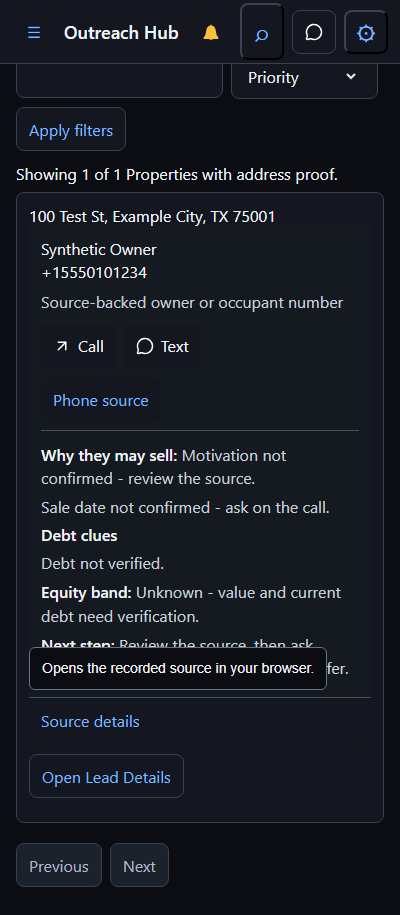 Outreach Hub
Priority
Apply filters
Showing 1 of 1 Properties with address proof.
100 Test St, Example City, TX 75001
Synthetic Owner
+15550101234
Source-backed owner or occupant number
Call
Text
Phone source
Why they may sell: Motivation not
confirmed - review the source.
Sale date not confirmed - ask on the call.
Debt clues
Debt not verified.
Equity band: Unknown - value and current
debt need verification.
Next step: Review the source, then ask
Opens the recorded source in your browser.
fer.
Source details
Open Lead Details
Previous
Next